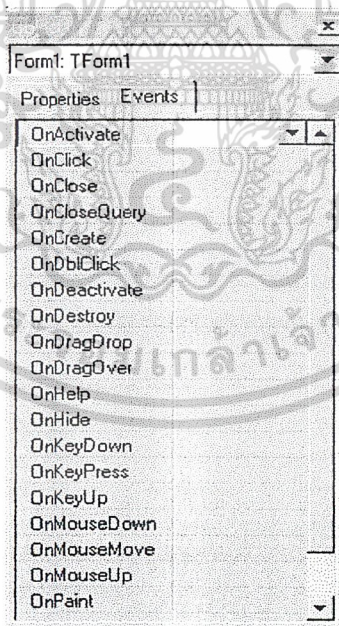 Form1: TForm1
Properties Events
OnActivate
OnClick
OnClose
OnCloseQuery
OnCreate
OnDblClick
OnDeactivate
OnDestroy
OnDragDrop
OnDragOver
OnHelp
OnHide
OnKeyDown
OnKeyPress
OnKeyUp
OnMouseDown
OnMouseMove
OnMouseUp
OnPaint